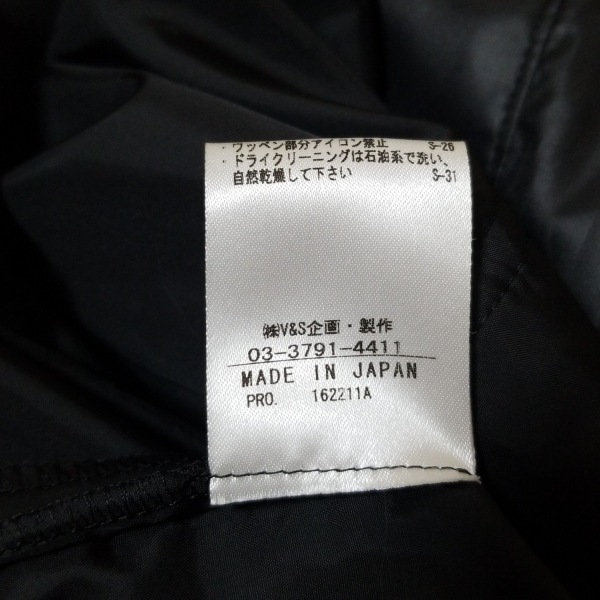 ・ワッペン部分アイロン禁止 S-26
・ドライクリーニングは石油系で洗い、
自然乾燥して下さい S-31
㈱V&S企画・製作
03-3791-4411
MADE IN JAPAN
PRO. 162211A